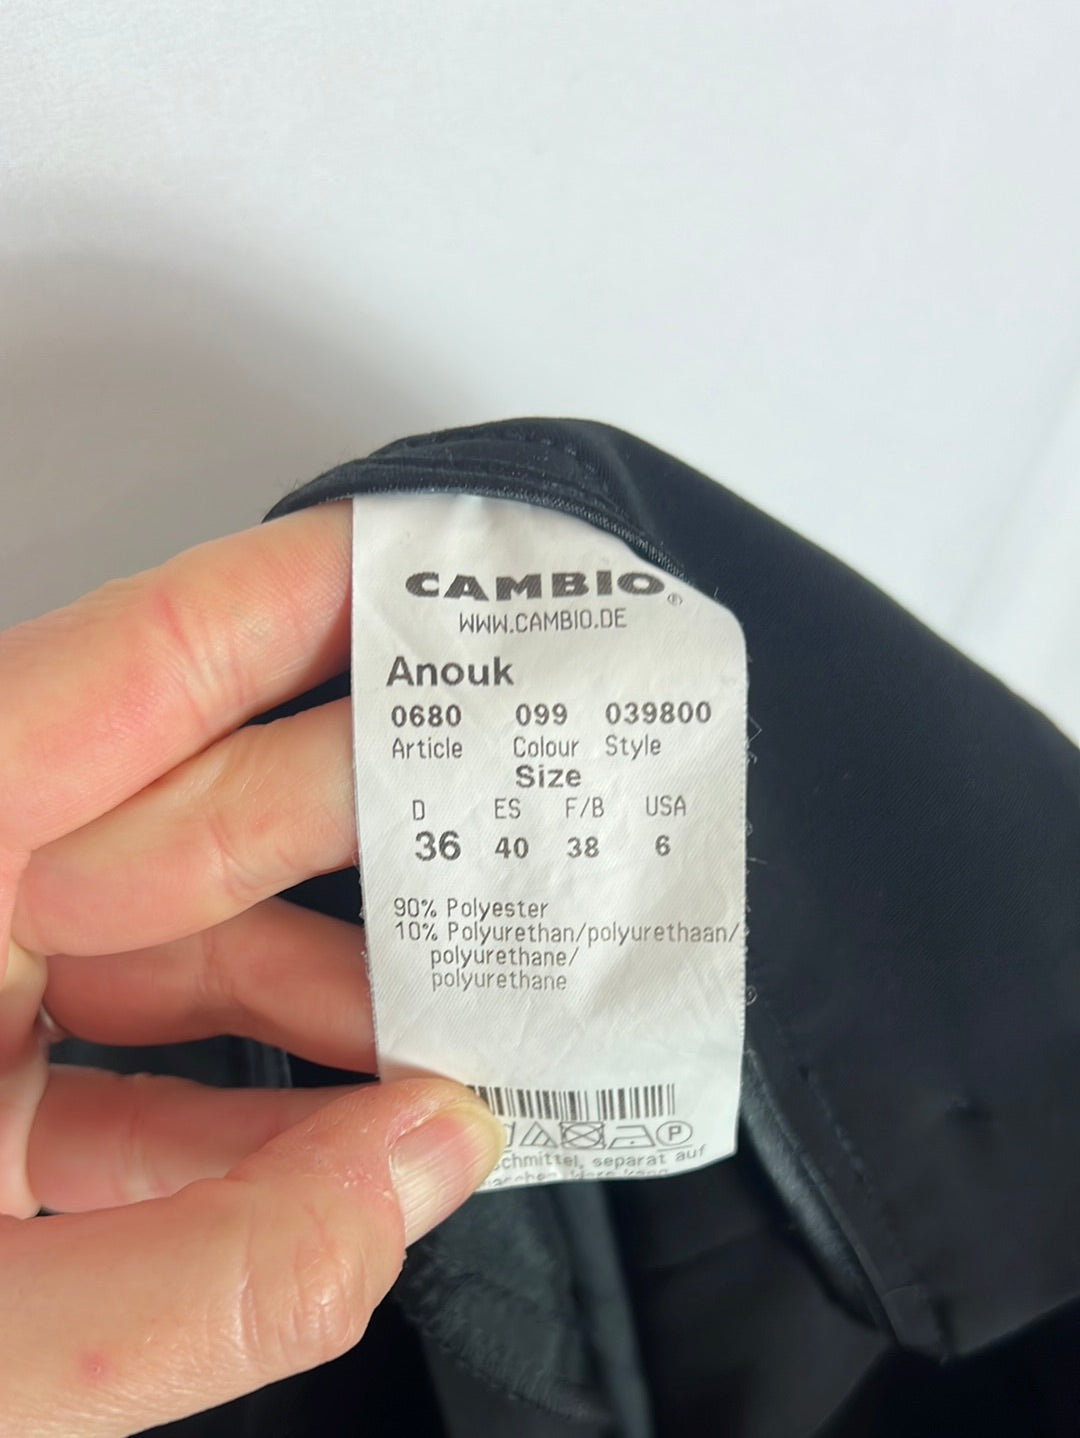 CAMBIO®
WWW.CAMBIO.DE
Anouk
0680 099 039800
Article Colour Style
Size
D ES F/B USA
36 40 38 6
90% Polyester
10% Polyurethan/polyurethaan/
polyurethane/
polyurethane
P
separat auf